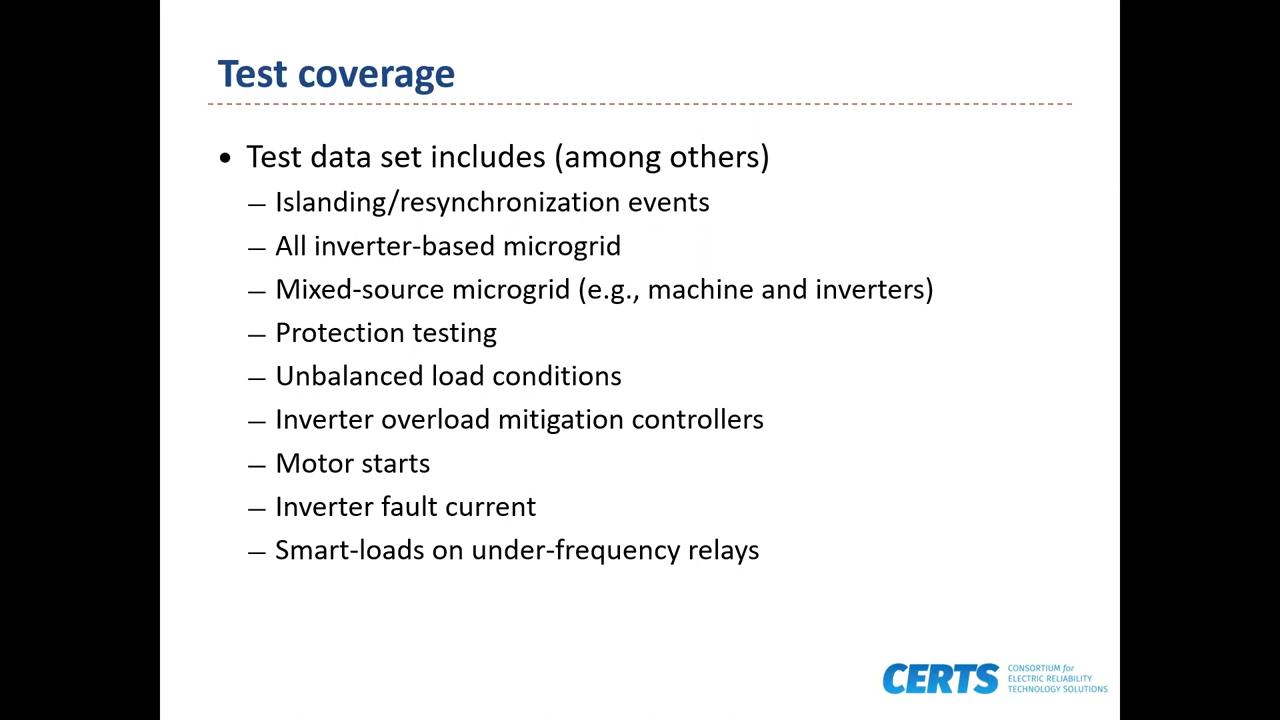 Test coverage
• Test data set includes (among others)
– Islanding/resynchronization events
– All inverter-based microgrid
– Mixed-source microgrid (e.g., machine and inverters)
– Protection testing
– Unbalanced load conditions
– Inverter overload mitigation controllers
– Motor starts
– Inverter fault current
– Smart-loads on under-frequency relays
CERTS
CONSORTIUM for
ELECTRIC RELIABILITY
TECHNOLOGY SOLUTIONS